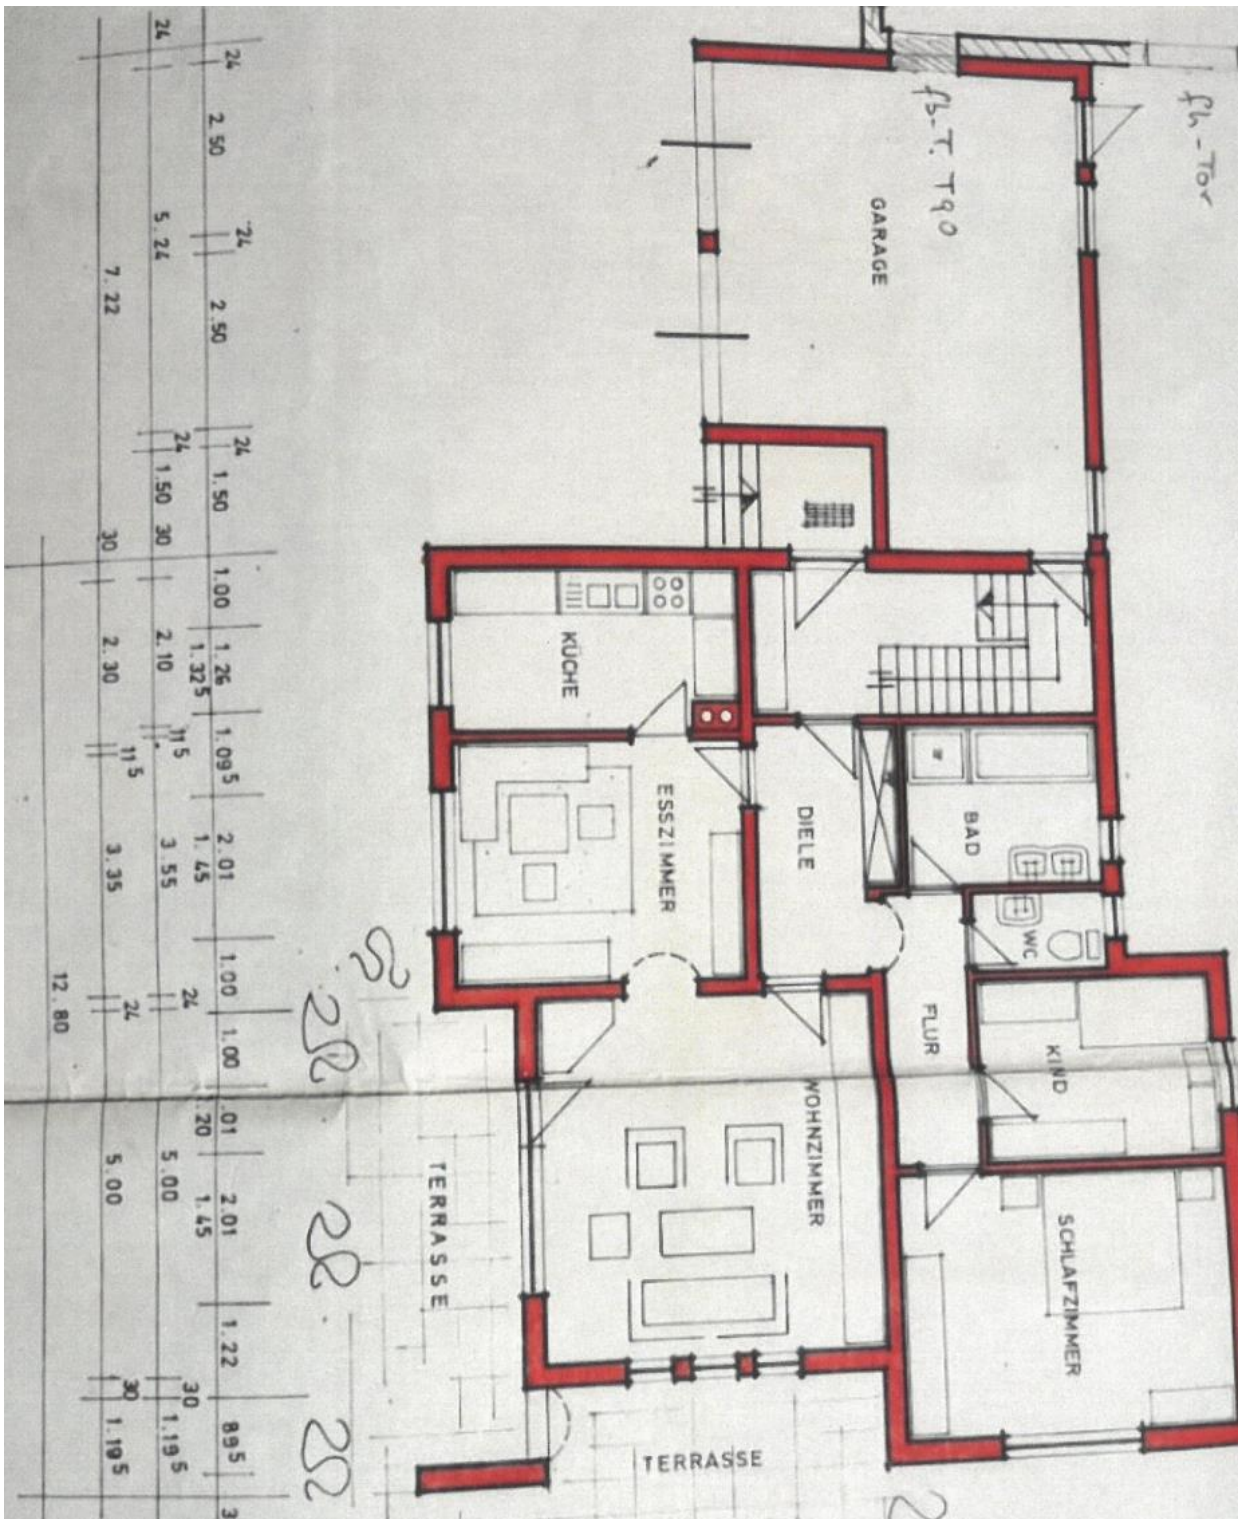 24
2.50
24
2.50
24
1.50
1.00
1.26
1.32⁵
1.09⁵
2.01
1.45
1.00
1.00
2.01
1.45
1.22
89⁵
24
5.24
24
1.50
30
2.10
11⁵
3.55
24
5.00
30
1.19⁵
7.22
30
2.30
11⁵
3.35
24
5.00
30
1.19⁵
12.80
fb-T. T90
fh-Tor
GARAGE
KÜCHE
ESSZIMMER
DIELE
BAD
WC
FLUR
KIND
WOHNZIMMER
SCHLAFZIMMER
TERRASSE
TERRASSE